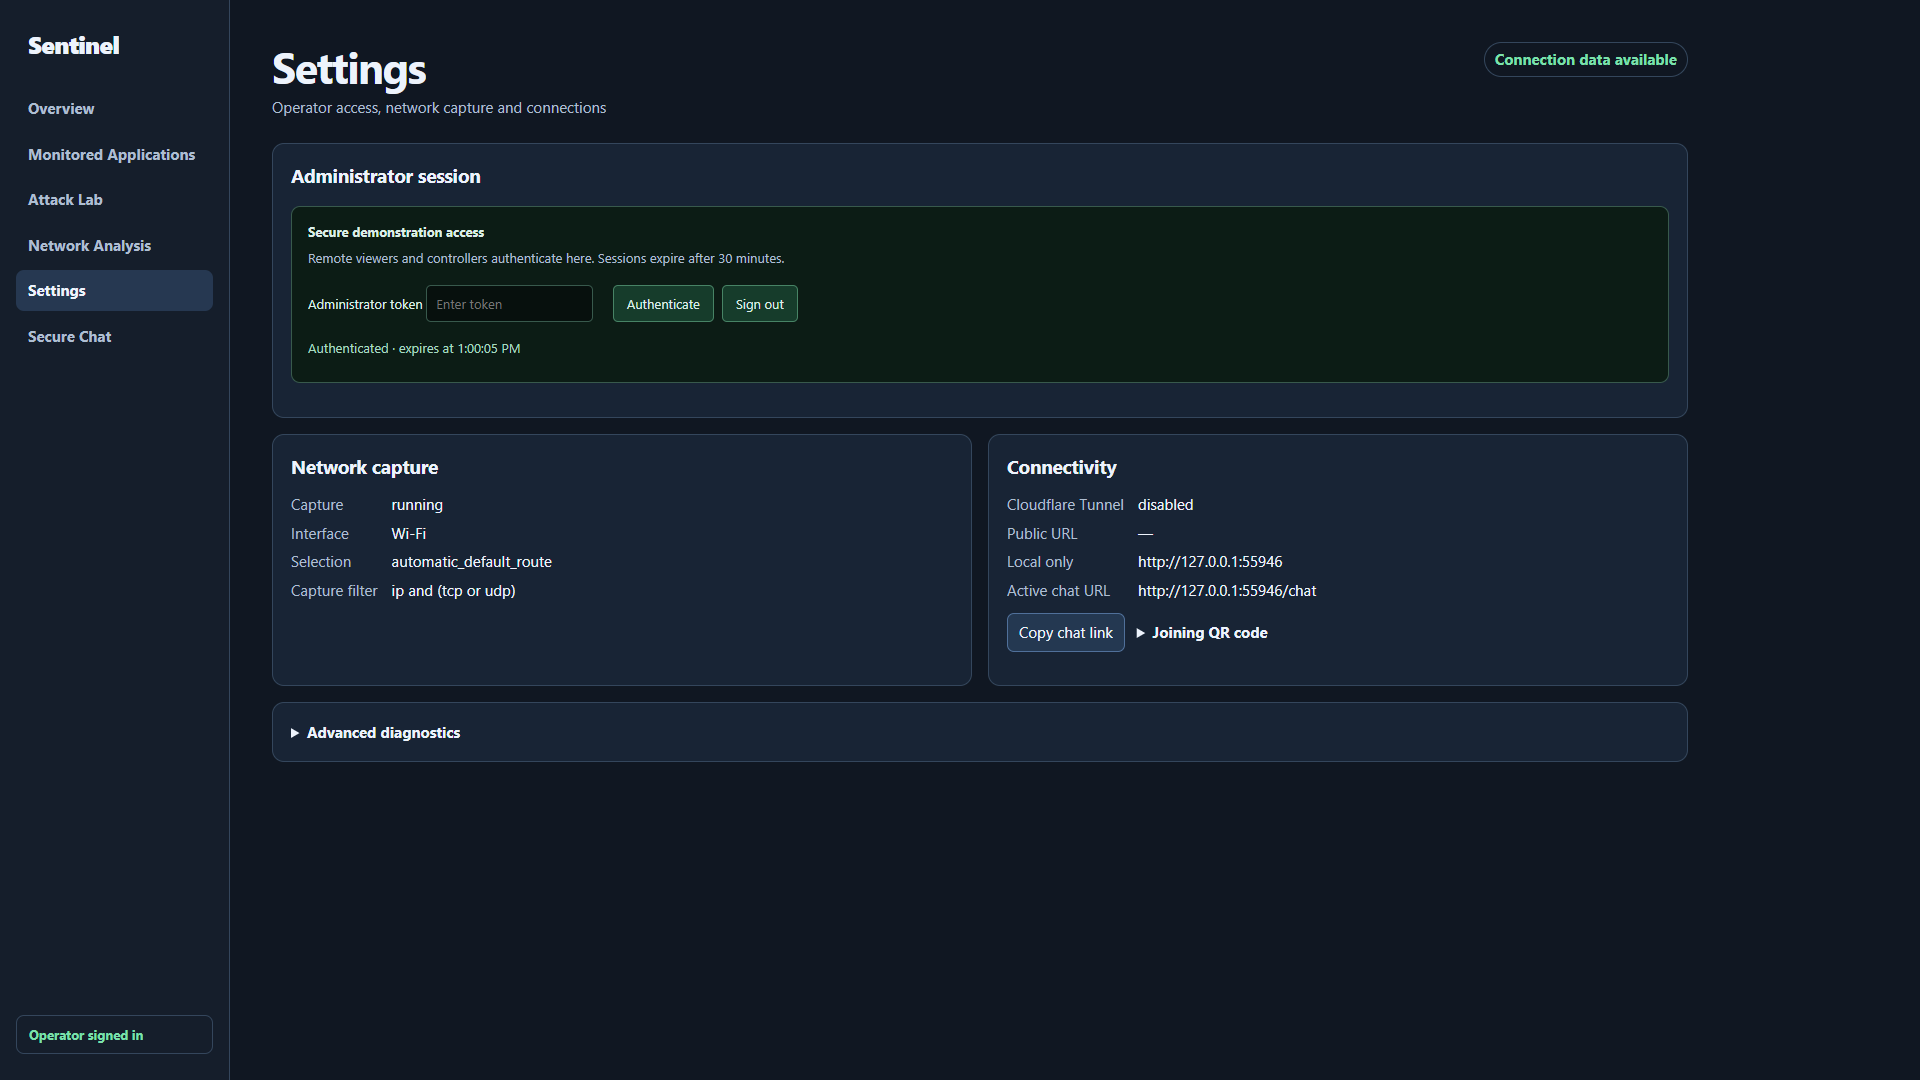 Sentinel
Overview
Monitored Applications
Attack Lab
Network Analysis
Settings
Secure Chat
Operator signed in
Settings
Operator access, network capture and connections
Connection data available
Administrator session
Secure demonstration access
Remote viewers and controllers authenticate here. Sessions expire after 30 minutes.
Administrator token Enter token Authenticate Sign out
Authenticated · expires at 1:00:05 PM
Network capture
Capture running
Interface Wi-Fi
Selection automatic_default_route
Capture filter ip and (tcp or udp)
Connectivity
Cloudflare Tunnel disabled
Public URL —
Local only http://127.0.0.1:55946
Active chat URL http://127.0.0.1:55946/chat
Copy chat link ▶ Joining QR code
▶ Advanced diagnostics